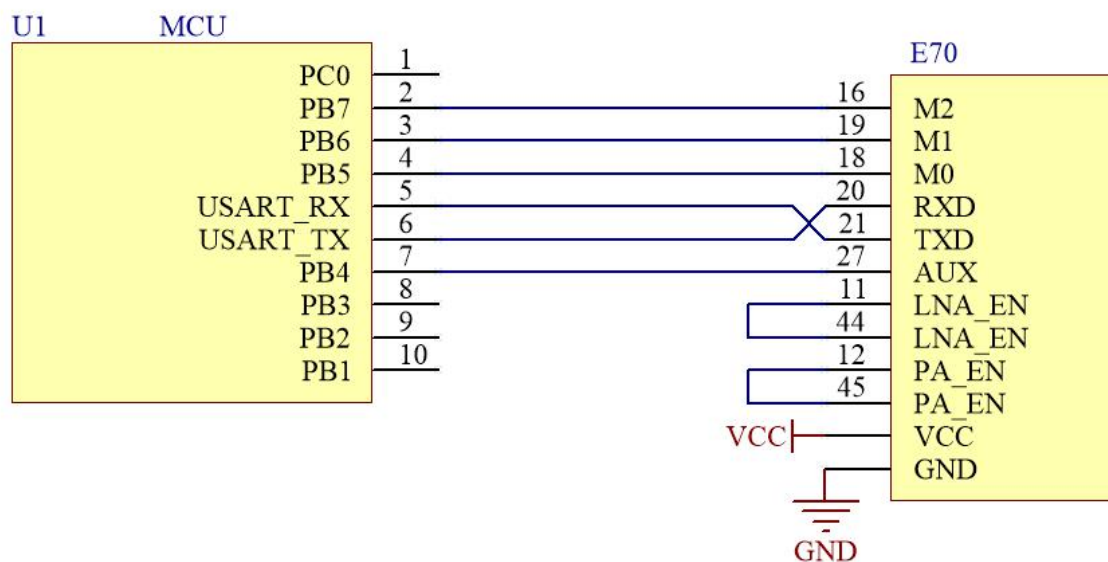 U1 MCU
E70
PC0 1
PB7 2 16 M2
PB6 3 19 M1
PB5 4 18 M0
USART_RX 5 20 RXD
USART_TX 6 21 TXD
PB4 7 27 AUX
PB3 8 11 LNA_EN
PB2 9 44 LNA_EN
PB1 10 12 PA_EN
45 PA_EN
VCC VCC
GND
GND